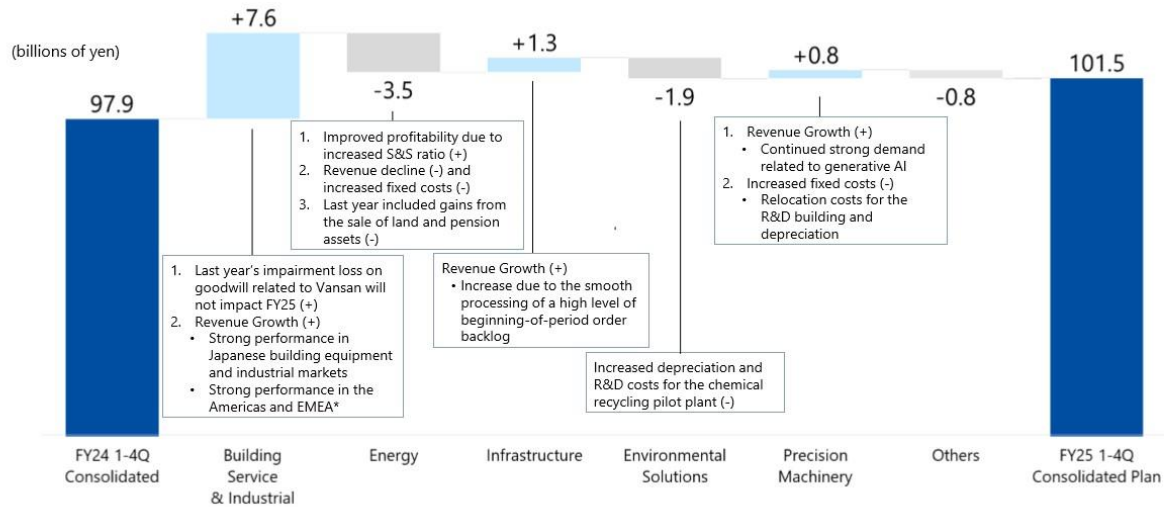 (billions of yen)
97.9
+7.6
-3.5
+1.3
-1.9
+0.8
-0.8
101.5
1. Last year's impairment loss on
goodwill related to Vansan will
not impact FY25 (+)
2. Revenue Growth (+)
• Strong performance in
Japanese building equipment
and industrial markets
• Strong performance in the
Americas and EMEA*
1. Improved profitability due to
increased S&S ratio (+)
2. Revenue decline (-) and
increased fixed costs (-)
3. Last year included gains from
the sale of land and pension
assets (-)
Revenue Growth (+)
• Increase due to the smooth
processing of a high level of
beginning-of-period order
backlog
Increased depreciation and
R&D costs for the chemical
recycling pilot plant (-)
1. Revenue Growth (+)
• Continued strong demand
related to generative AI
2. Increased fixed costs (-)
• Relocation costs for the
R&D building and
depreciation
FY24 1-4Q
Consolidated
Building
Service
& Industrial
Energy
Infrastructure
Environmental
Solutions
Precision
Machinery
Others
FY25 1-4Q
Consolidated Plan